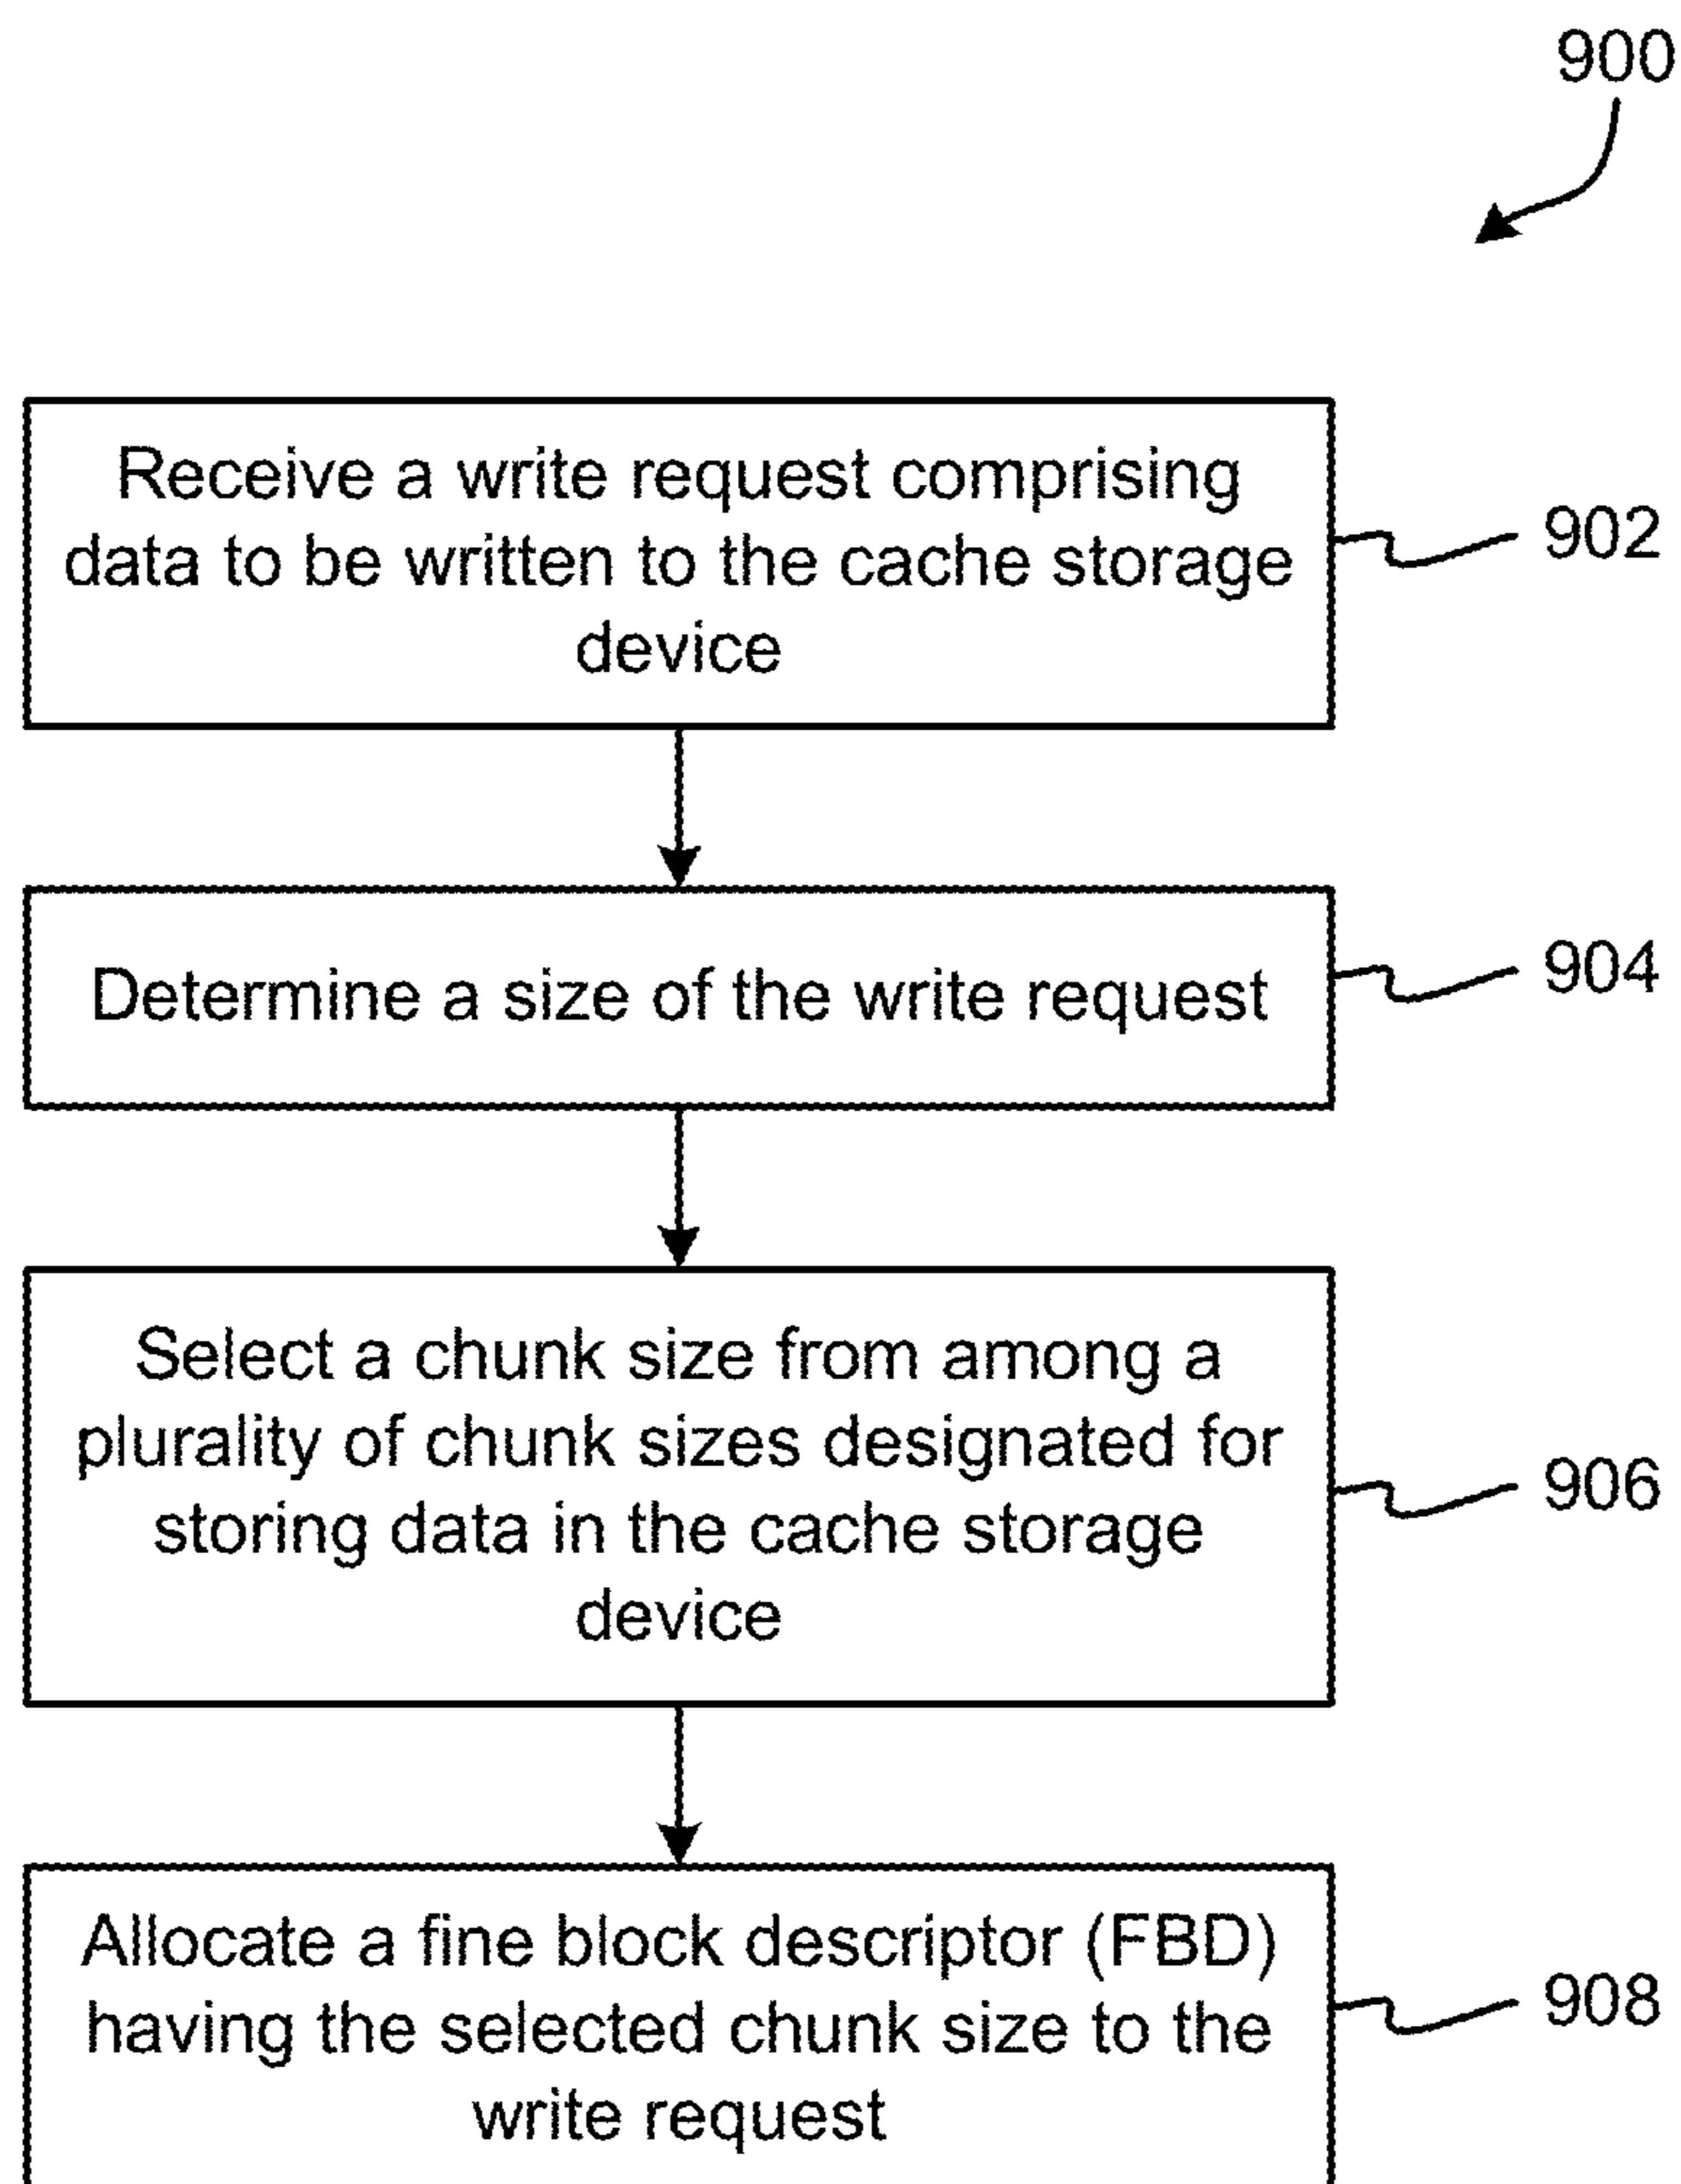 900
Receive a write request comprising
data to be written to the cache storage
device
902
Determine a size of the write request
904
Select a chunk size from among a
plurality of chunk sizes designated for
storing data in the cache storage
device
906
Allocate a fine block descriptor (FBD)
having the selected chunk size to the
write request
908